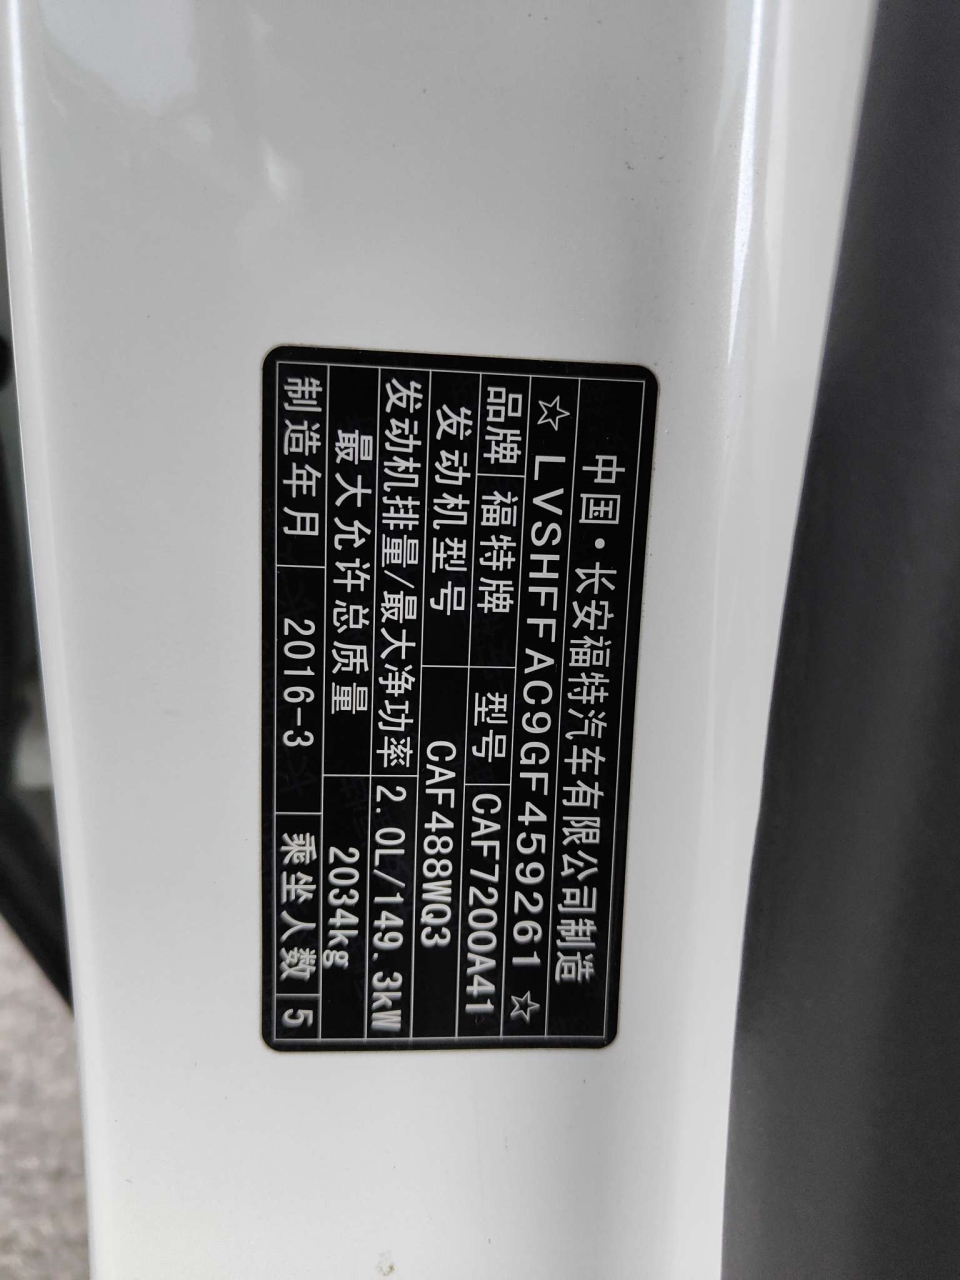 中国·长安福特汽车有限公司制造
☆ LVSHFFAC9GF459261 ☆
品牌 福特牌 型号 CAF7200A41
发动机型号 CAF488WQ3
发动机排量/最大净功率 2.0L/149.3kW
最大允许总质量 2034kg
制造年月 2016-3 乘坐人数 5